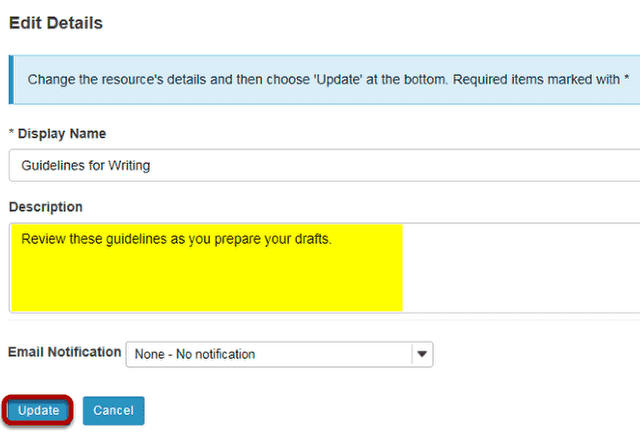 Edit Details
Change the resource's details and then choose 'Update' at the bottom. Required items marked with *
* Display Name
Guidelines for Writing
Description
Review these guidelines as you prepare your drafts.
Email Notification None - No notification
Update Cancel